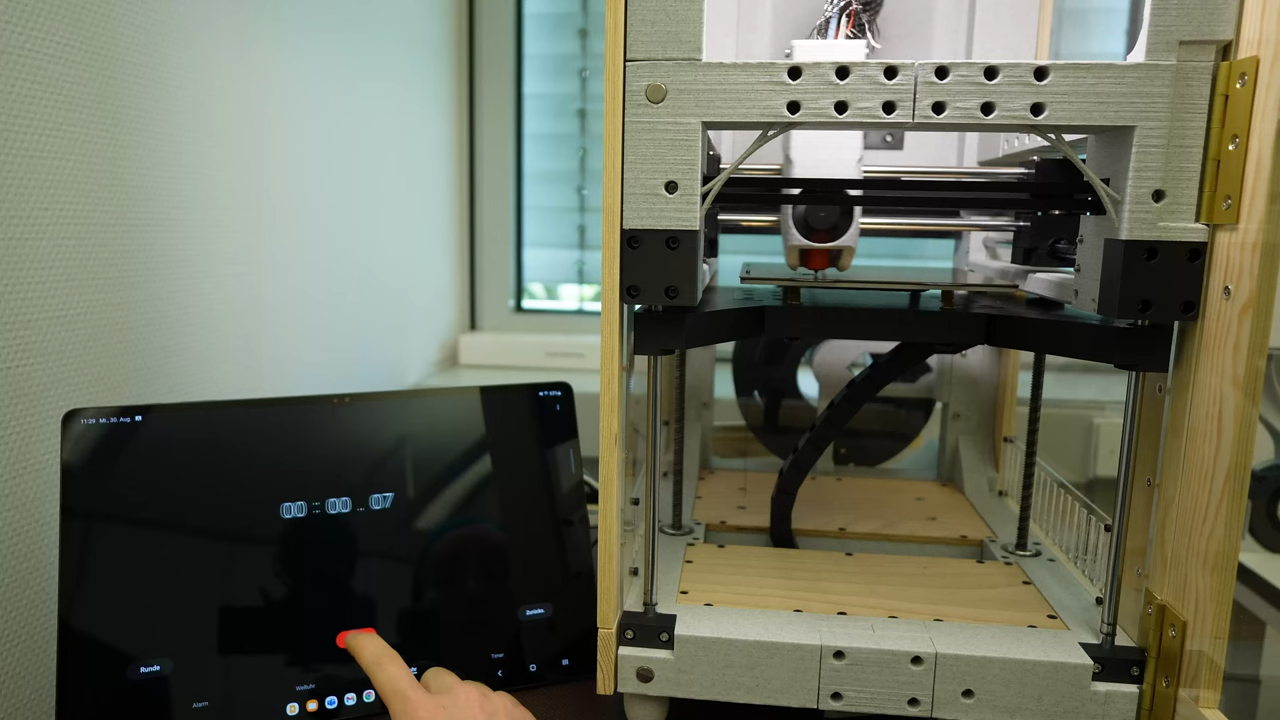 11:29 Mi., 30. Aug.
00:00.07
Zurücks.
Runde
Timer
Weltuhr
Alarm